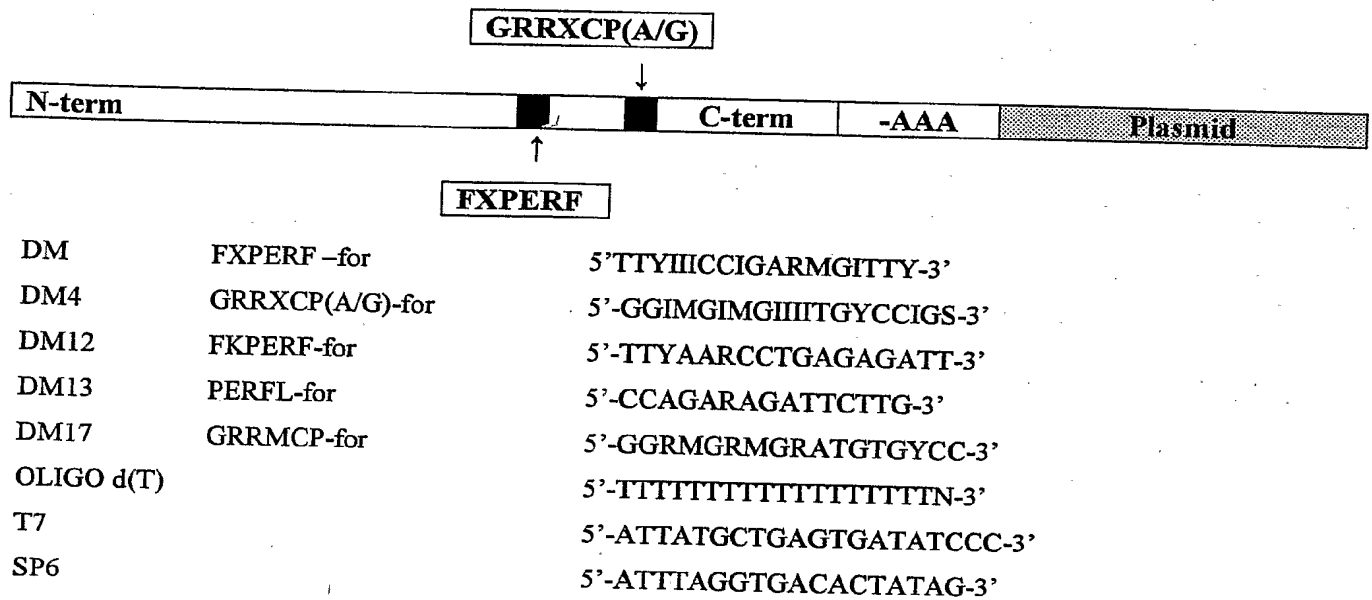 GRRXCP(A/G)
N-term C-term -AAA Plasmid
FXPERF
DM FXPERF –for 5'TTYIIICCIGARMGITTY-3'
DM4 GRRXCP(A/G)-for 5'-GGIMGIMGIIIITGYCCIGS-3'
DM12 FKPERF-for 5'-TTYAARCCTGAGAGATT-3'
DM13 PERFL-for 5'-CCAGARAGATTCTTG-3'
DM17 GRRMCP-for 5'-GGRMGRMGRATGTGYCC-3'
OLIGO d(T) 5'-TTTTTTTTTTTTTTTTTTN-3'
T7 5'-ATTATGCTGAGTGATATCCC-3'
SP6 5'-ATTTAGGTGACACTATAG-3'